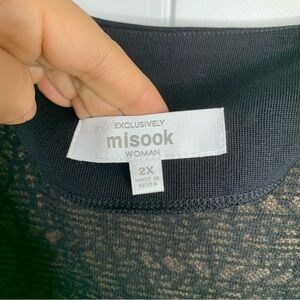 EXCLUSIVELY
misook
WOMAN
2X
MADE IN
KOREA